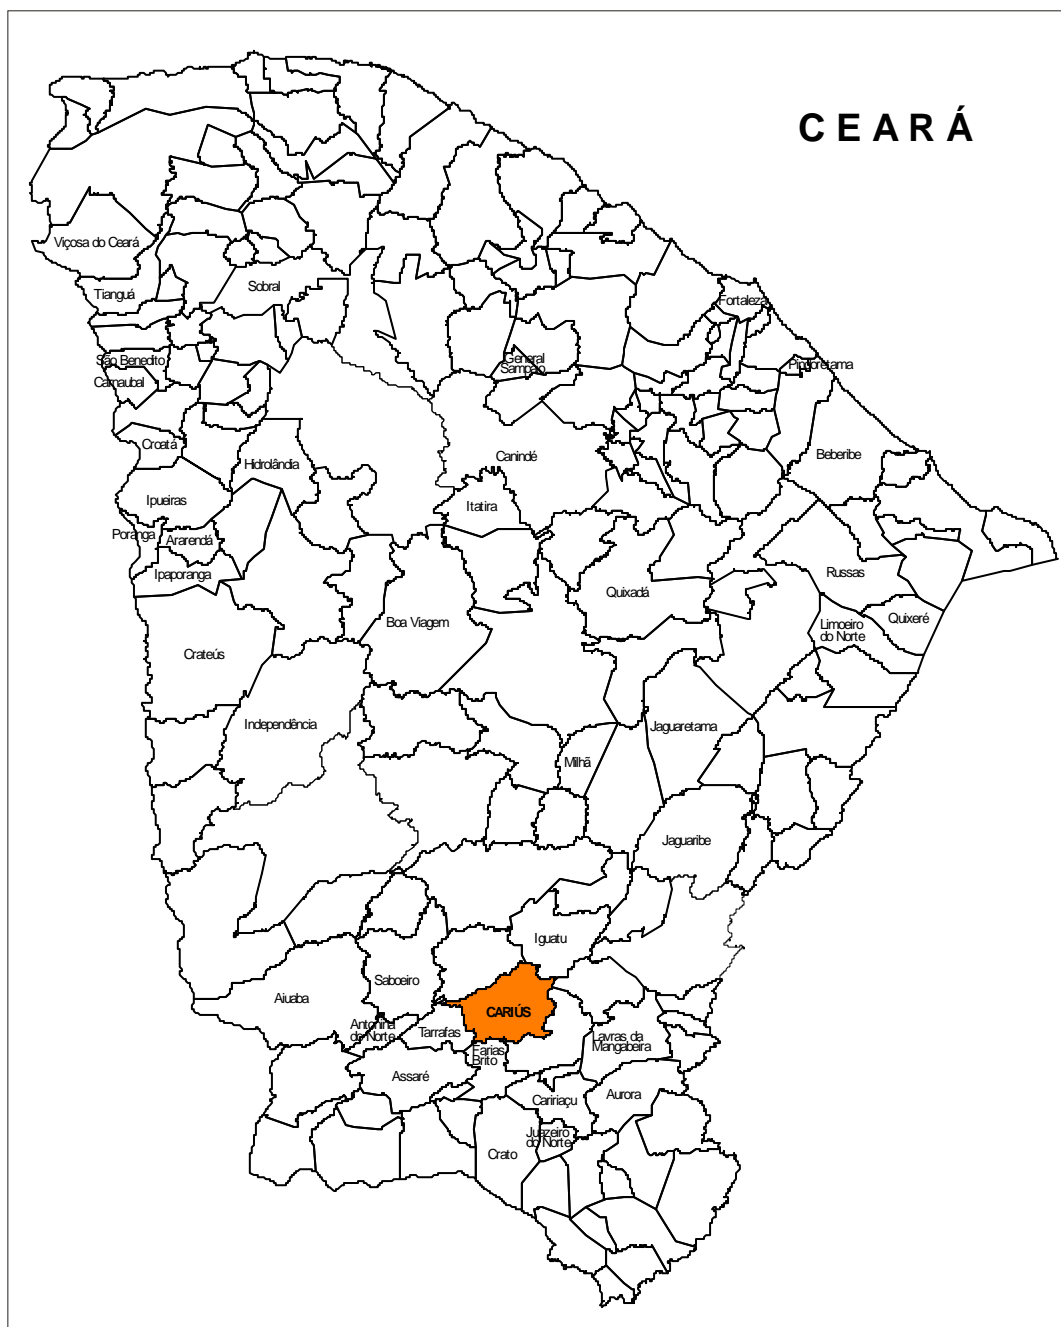 CEARÁ
Viçosa do Ceará
Tianguá
Sobral
Fortaleza
São Benedito
General
Sampaio
Pindoretama
Carnaubal
Croatá
Canindé
Beberibe
Hidrolândia
Ipueiras
Itatira
Poranga
Ararendá
Ipaporanga
Russas
Quixadá
Boa Viagem
Limoeiro
do Norte
Quixeré
Crateús
Independência
Jaguaretama
Milhã
Jaguaribe
Iguatu
Saboeiro
Aiuaba
CARIÚS
Antonina
do Norte
Tarrafas
Lavras da
Mangabeira
Farias
Brito
Assaré
Caririaçu
Aurora
Juazeiro
do Norte
Crato